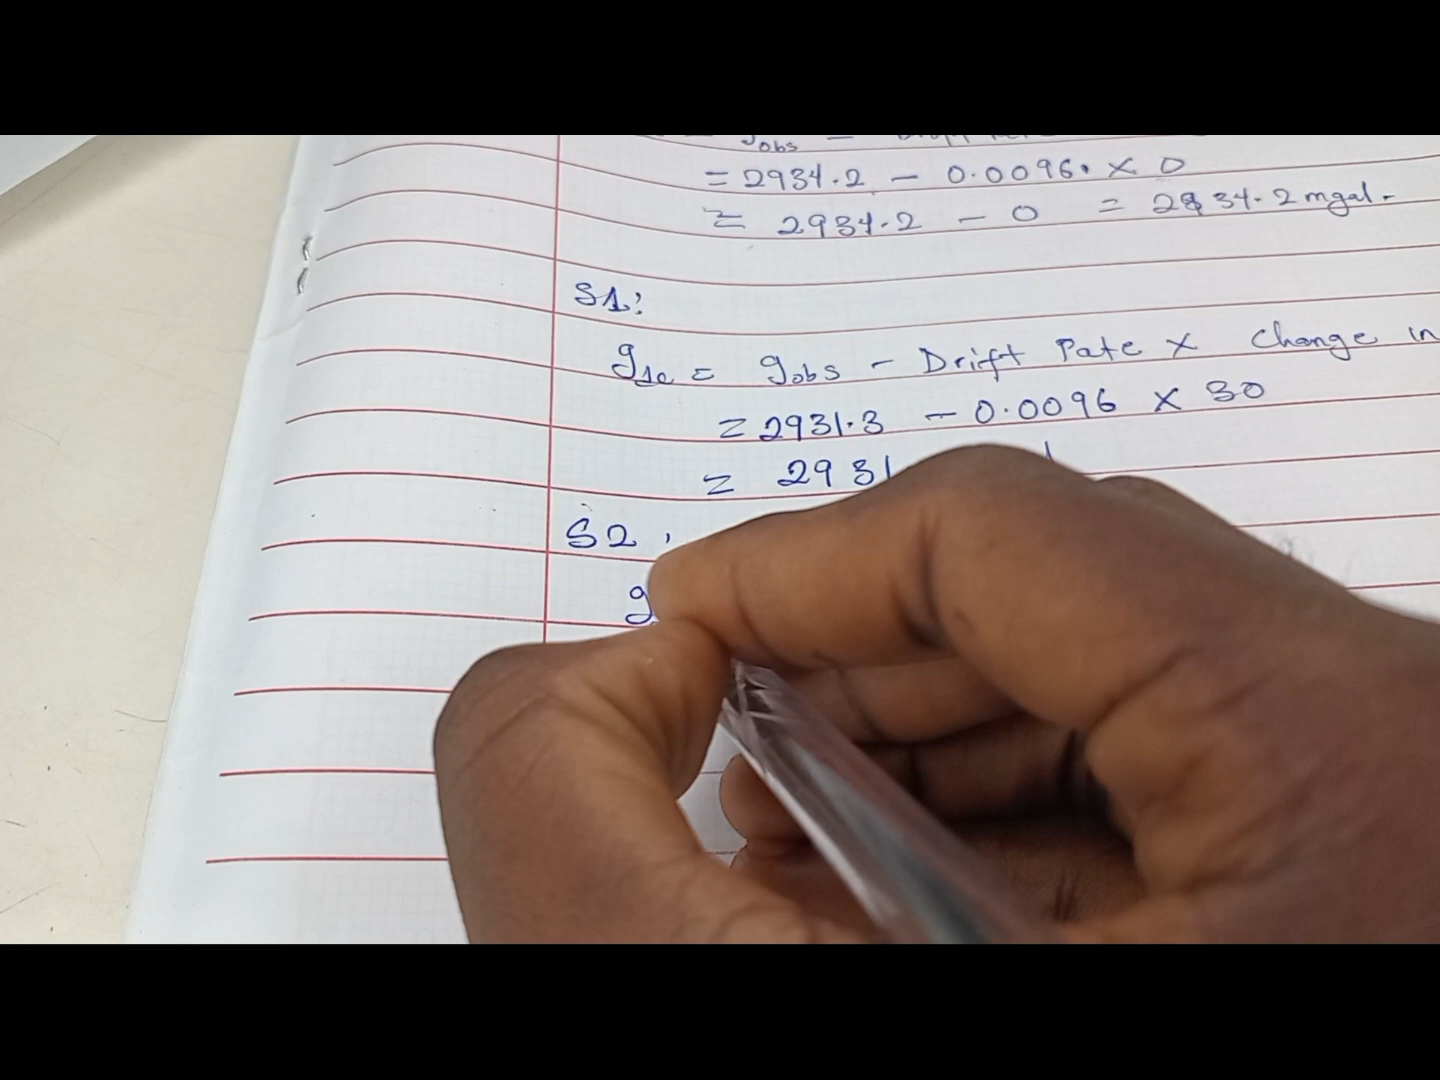 gobs
= 2934.2 - 0.0096. × 0
= 2934.2 - 0 = 2934.2 mgal.
S1:
g1c = gobs - Drift Rate × Change in
= 2931.3 - 0.0096 × 30
= 2931
S2,
g